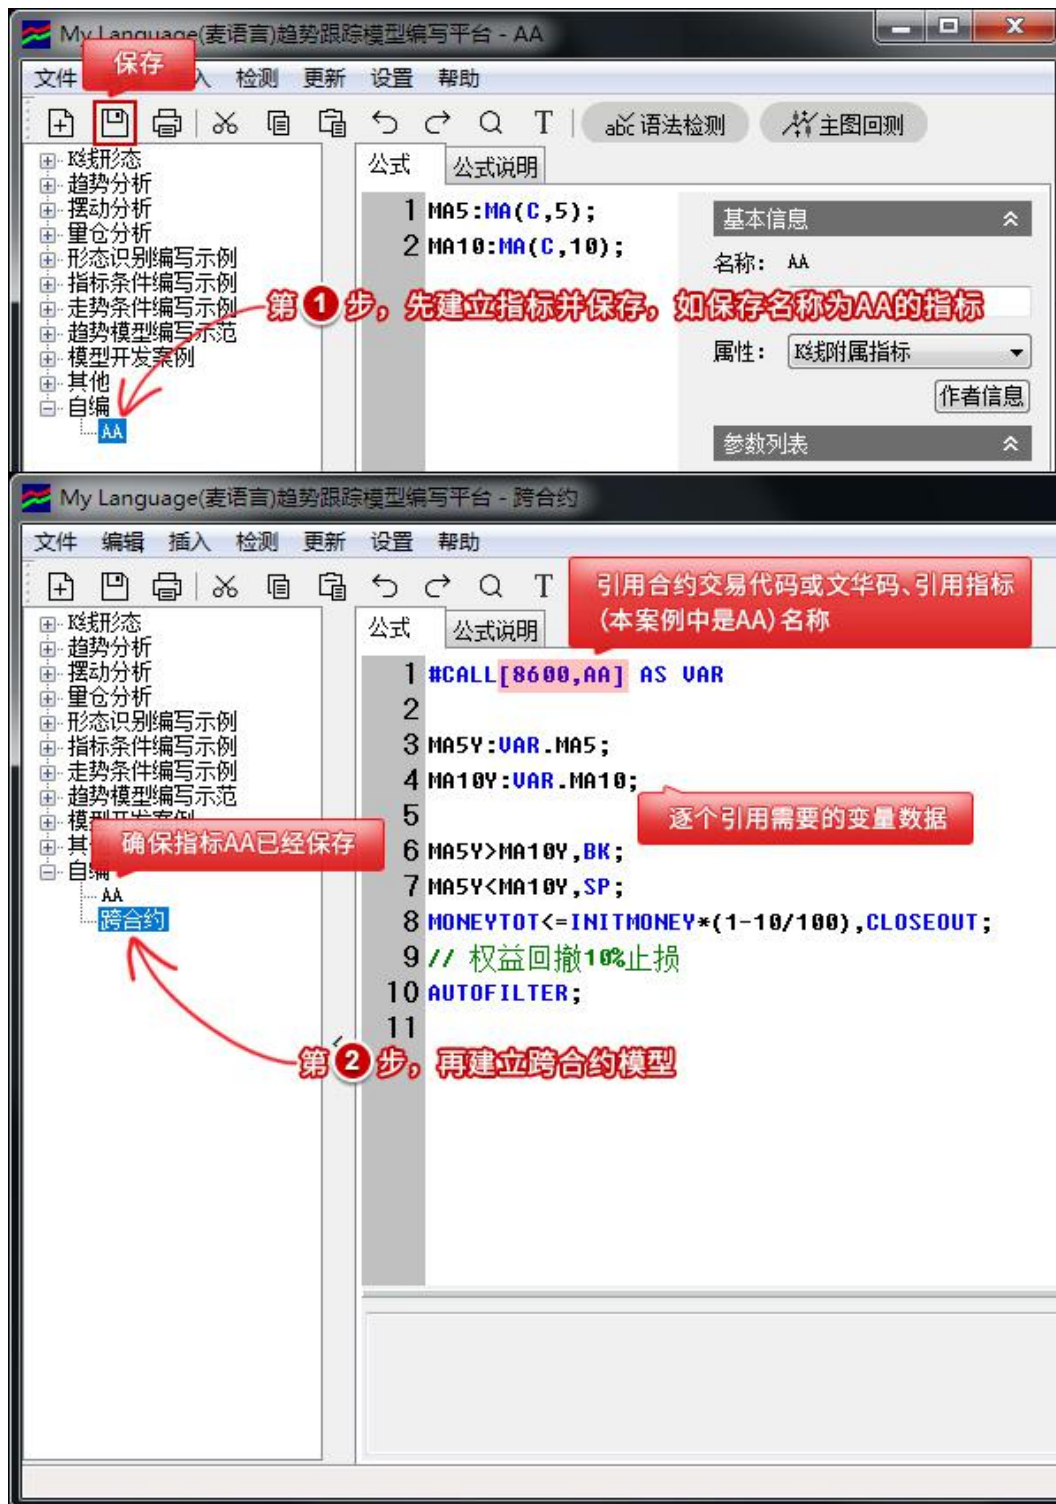 My Language(麦语言)趋势跟踪模型编写平台 - AA
保存
文件 入 检测 更新 设置 帮助
T abc 语法检测 主图回测
K线形态
趋势分析
摆动分析
量仓分析
形态识别编写示例
指标条件编写示例
走势条件编写示例
趋势模型编写示范
模型开发案例
其他
自编
AA
公式 公式说明
1 MA5:MA(C,5);
2 MA10:MA(C,10);
基本信息
名称: AA
第1步，先建立指标并保存，如保存名称为AA的指标
属性: K线附属指标
作者信息
参数列表
My Language(麦语言)趋势跟踪模型编写平台 - 跨合约
文件 编辑 插入 检测 更新 设置 帮助
T
引用合约交易代码或文华码、引用指标
(本案例中是AA)名称
K线形态
趋势分析
摆动分析
量仓分析
形态识别编写示例
指标条件编写示例
走势条件编写示例
趋势模型编写示范
模型开发案例
其
确保指标AA已经保存
自编
AA
跨合约
公式 公式说明
1 #CALL[8600,AA] AS VAR
2
3 MA5Y:VAR.MA5;
4 MA10Y:VAR.MA10;
5
逐个引用需要的变量数据
6 MA5Y>MA10Y,BK;
7 MA5Y<MA10Y,SP;
8 MONEYTOT<=INITMONEY*(1-10/100),CLOSEOUT;
9 // 权益回撤10%止损
10 AUTOFILTER;
11
第2步，再建立跨合约模型